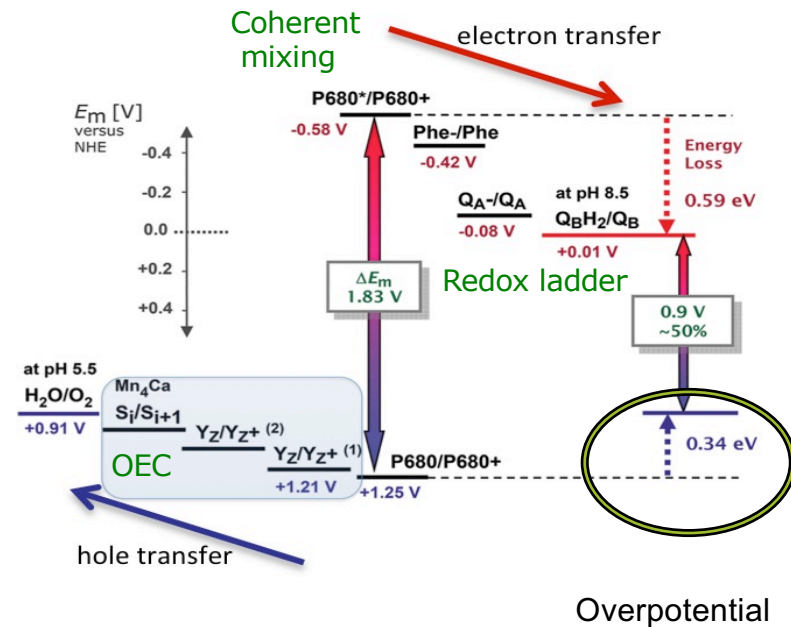 Coherent
mixing
electron transfer
P680*/P680+
-0.58 V
Phe-/Phe
-0.42 V
Em [V]
versus
NHE
-0.4
-0.2
0.0
+0.2
+0.4
Energy
Loss
0.59 eV
QA-/QA
-0.08 V
at pH 8.5
QBH2/QB
+0.01 V
ΔEm
1.83 V
Redox ladder
0.9 V
~50%
at pH 5.5
H2O/O2
+0.91 V
Mn4Ca
Si/Si+1
YZ/YZ+ (2)
YZ/YZ+ (1)
OEC
+1.21 V
P680/P680+
+1.25 V
0.34 eV
hole transfer
Overpotential